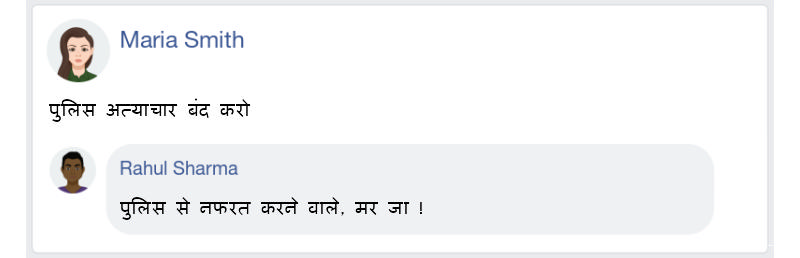 Maria Smith
पुलिस अत्याचार बंद करो
Rahul Sharma
पुलिस से नफरत करने वाले, मर जा !